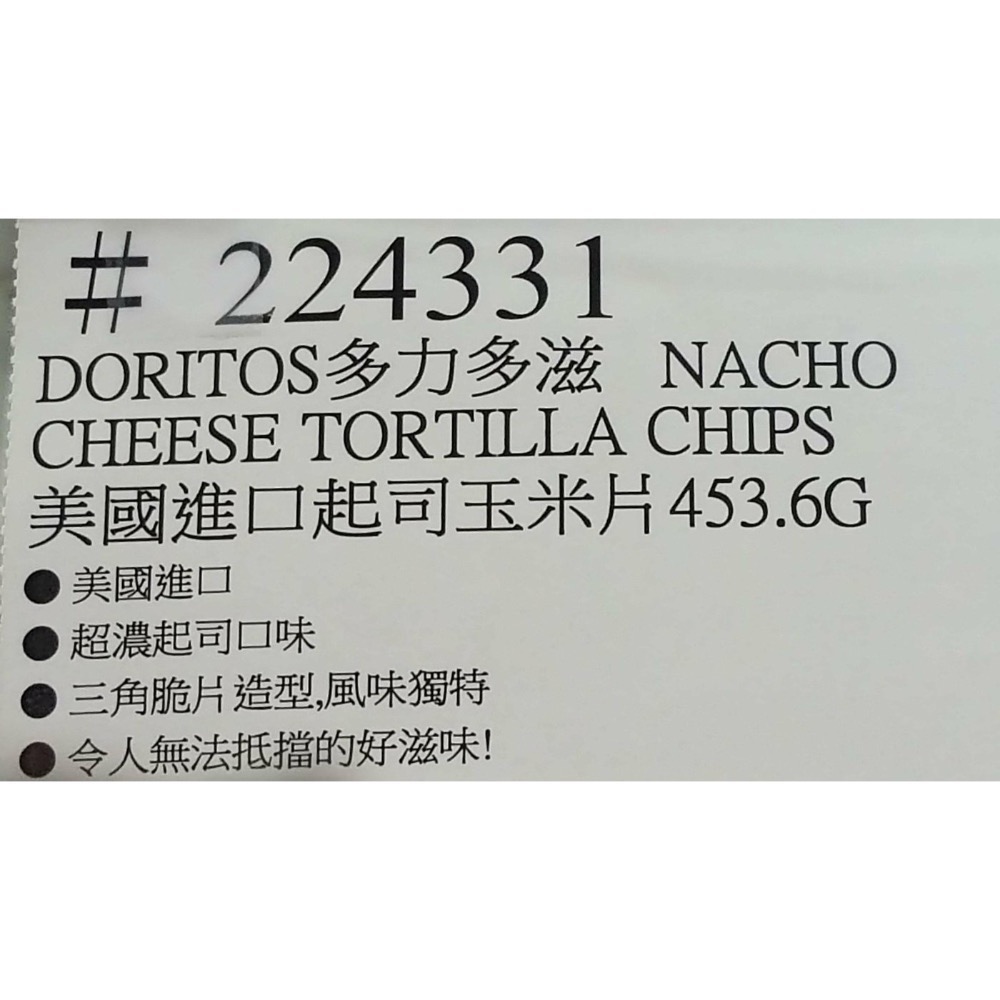 # 224331
DORITOS多力多滋 NACHO
CHEESE TORTILLA CHIPS
美國進口起司玉米片453.6G
● 美國進口
● 超濃起司口味
● 三角脆片造型,風味獨特
● 令人無法抵擋的好滋味!